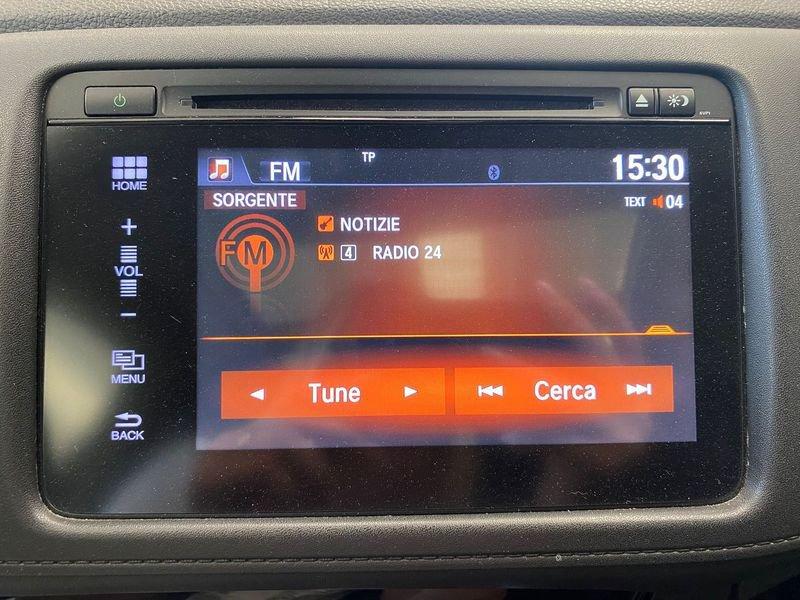 HOME
VOL
MENU
BACK
FM
TP
15:30
SORGENTE
TEXT 04
FM
NOTIZIE
4 RADIO 24
Tune
Cerca